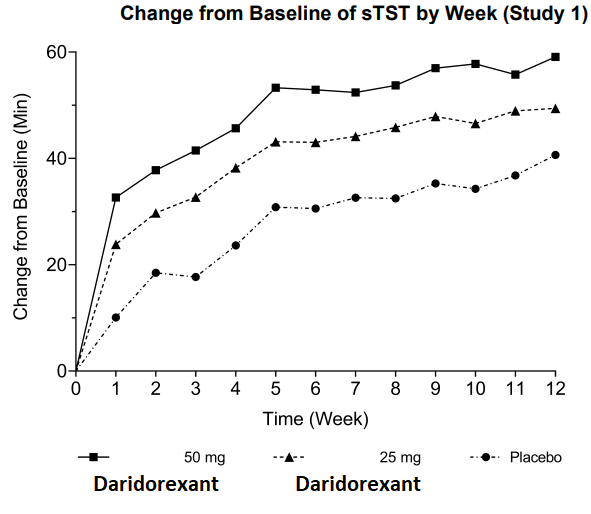 Change from Baseline of sTST by Week (Study 1)
60
40
20
0
Change from Baseline (Min)
0 1 2 3 4 5 6 7 8 9 10 11 12
Time (Week)
50 mg 25 mg Placebo
Daridorexant Daridorexant